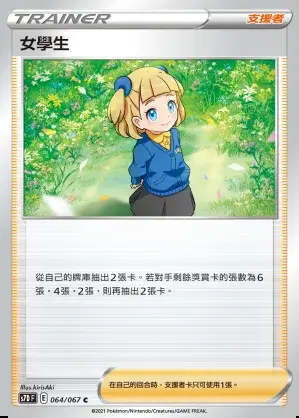 TRAINER 支援者
女學生
從自己的牌庫抽出2張卡。若對手剩餘獎賞卡的張數為6
張、4張、2張,則再抽出2張卡。
Illus.kirisAki
S7D F E 064/067 C
在自己的回合時,支援者卡只可使用1張。
©2021 Pokémon/Nintendo/Creatures/GAME FREAK.